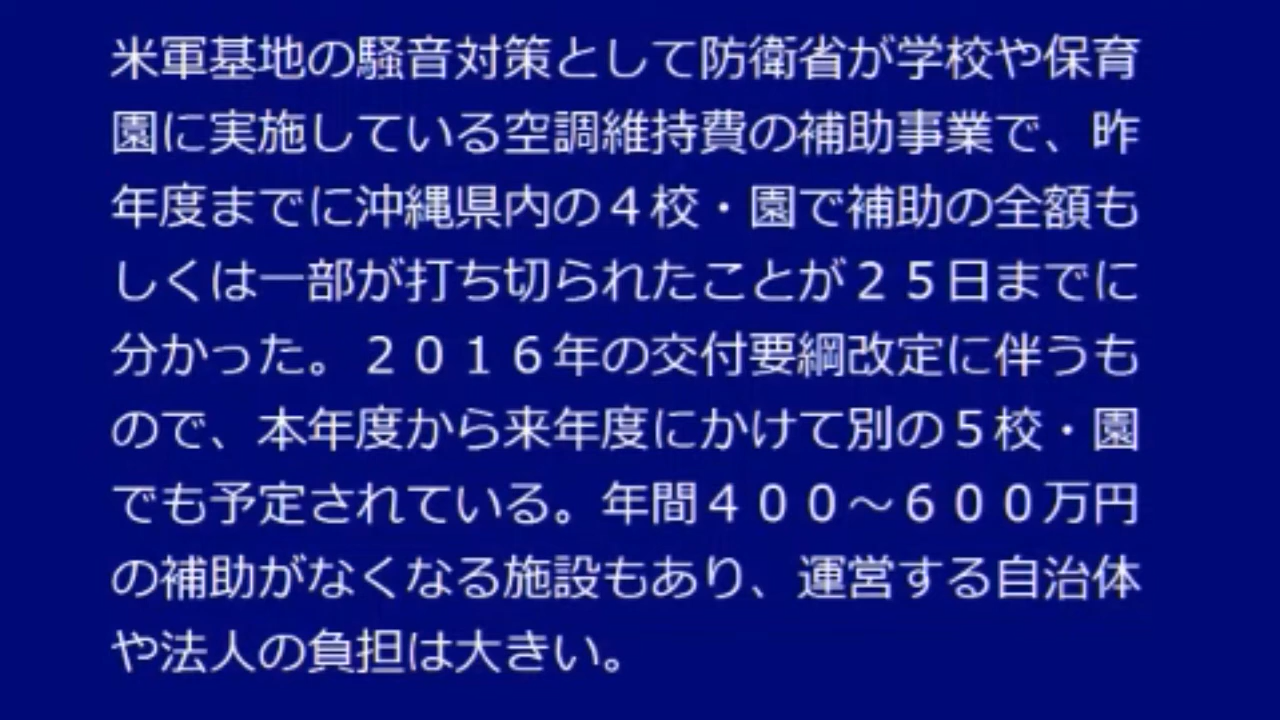 米軍基地の騒音対策として防衛省が学校や保育
園に実施している空調維持費の補助事業で、昨
年度までに沖縄県内の４校・園で補助の全額も
しくは一部が打ち切られたことが２５日までに
分かった。２０１６年の交付要綱改定に伴うも
ので、本年度から来年度にかけて別の５校・園
でも予定されている。年間４００～６００万円
の補助がなくなる施設もあり、運営する自治体
や法人の負担は大きい。